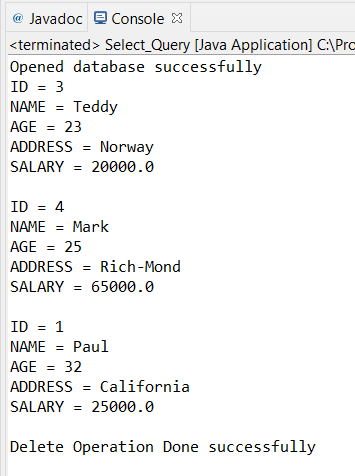 @ Javadoc Console
<terminated> Select_Query [Java Application] C:\Pro
Opened database successfully
ID = 3
NAME = Teddy
AGE = 23
ADDRESS = Norway
SALARY = 20000.0
ID = 4
NAME = Mark
AGE = 25
ADDRESS = Rich-Mond
SALARY = 65000.0
ID = 1
NAME = Paul
AGE = 32
ADDRESS = California
SALARY = 25000.0
Delete Operation Done successfully